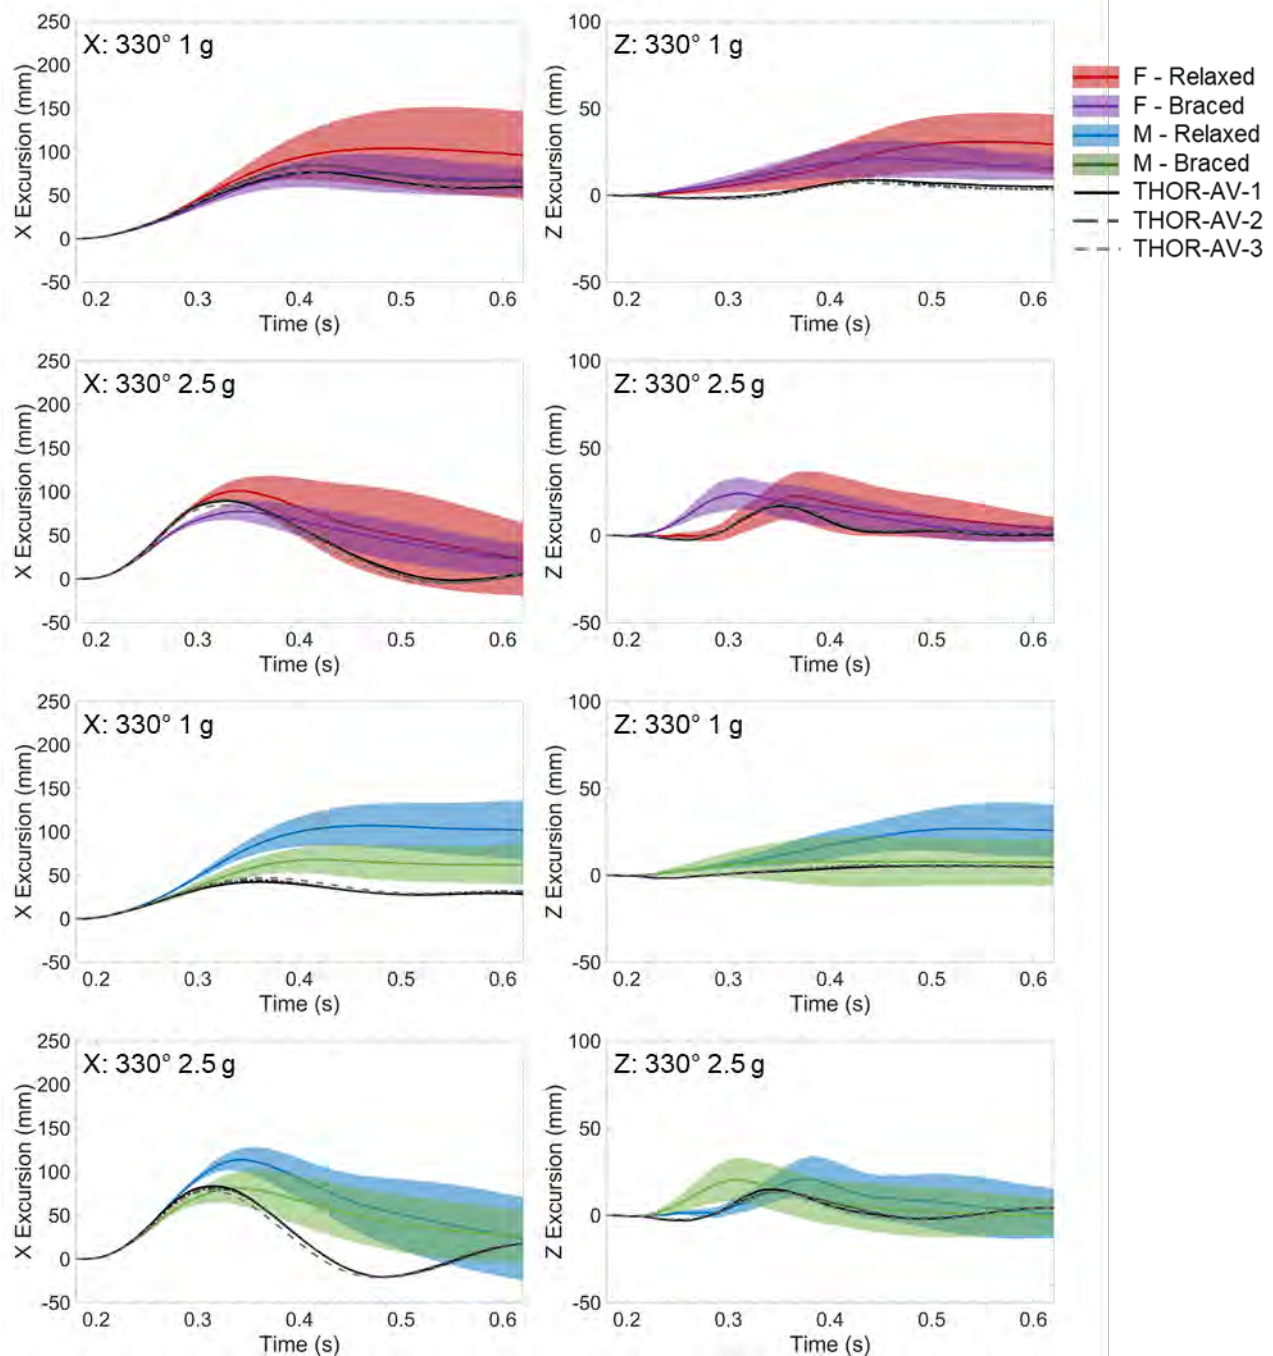 X: 330° 1 g
X Excursion (mm)
250
200
150
100
50
0
-50
0.2 0.3 0.4 0.5 0.6
Time (s)
Z: 330° 1 g
Z Excursion (mm)
100
50
0
-50
0.2 0.3 0.4 0.5 0.6
Time (s)
F - Relaxed
F - Braced
M - Relaxed
M - Braced
THOR-AV-1
THOR-AV-2
THOR-AV-3
X: 330° 2.5 g
X Excursion (mm)
250
200
150
100
50
0
-50
0.2 0.3 0.4 0.5 0.6
Time (s)
Z: 330° 2.5 g
Z Excursion (mm)
100
50
0
-50
0.2 0.3 0.4 0.5 0.6
Time (s)
X: 330° 1 g
X Excursion (mm)
250
200
150
100
50
0
-50
0.2 0.3 0.4 0.5 0.6
Time (s)
Z: 330° 1 g
Z Excursion (mm)
100
50
0
-50
0.2 0.3 0.4 0.5 0.6
Time (s)
X: 330° 2.5 g
X Excursion (mm)
250
200
150
100
50
0
-50
0.2 0.3 0.4 0.5 0.6
Time (s)
Z: 330° 2.5 g
Z Excursion (mm)
100
50
0
-50
0.2 0.3 0.4 0.5 0.6
Time (s)